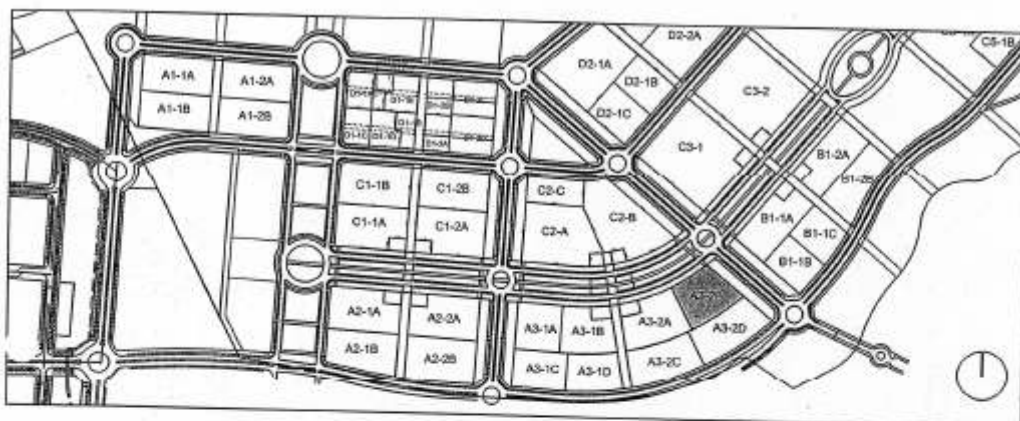 D2-2A
C5-1B
D2-1A
D2-1B
C3-2
A1-1A
A1-2A
D2-1C
A1-1B
A1-2B
C3-1
B1-2A
B1-2B
C1-1B
C1-2B
C2-C
C2-B
B1-1A
C1-1A
C1-2A
C2-A
B1-1C
B1-1B
A2-1A
A2-2A
A3-1A
A3-1B
A3-2A
A3-2D
A2-1B
A2-2B
A3-1C
A3-1D
A3-2C